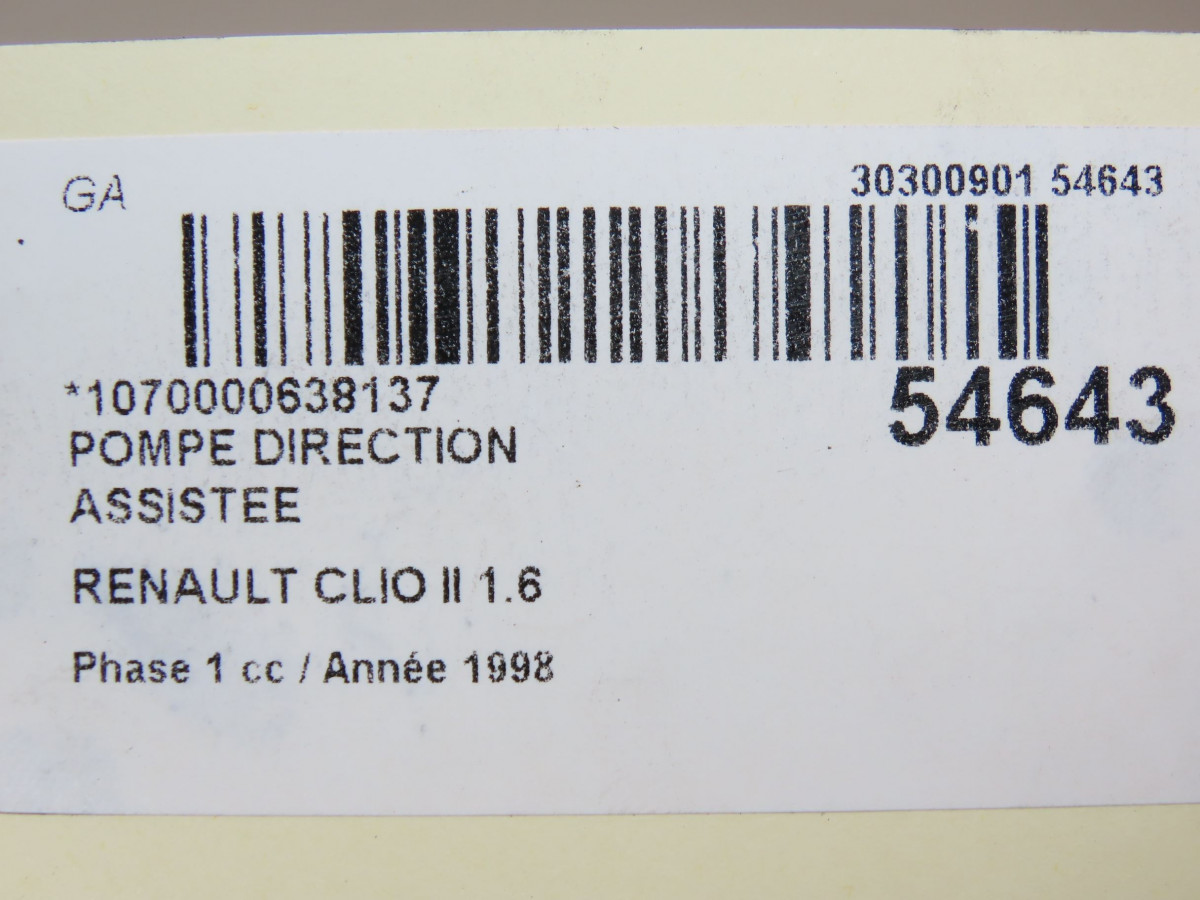 GA
30300901 54643
*1070000638137
54643
POMPE DIRECTION
ASSISTEE
RENAULT CLIO II 1.6
Phase 1 cc / Année 1998